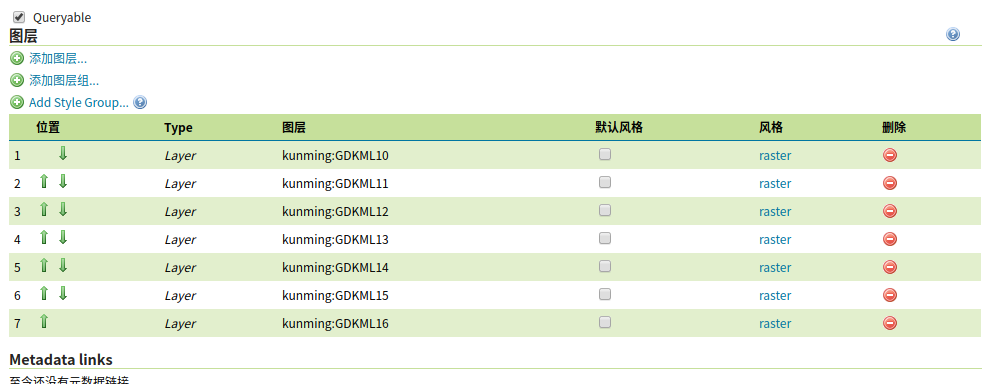 Queryable
图层
添加图层...
添加图层组...
Add Style Group...
位置 Type 图层 默认风格 风格 删除
1 Layer kunming:GDKML10 raster
2 Layer kunming:GDKML11 raster
3 Layer kunming:GDKML12 raster
4 Layer kunming:GDKML13 raster
5 Layer kunming:GDKML14 raster
6 Layer kunming:GDKML15 raster
7 Layer kunming:GDKML16 raster
Metadata links
至今还没有元数据链接